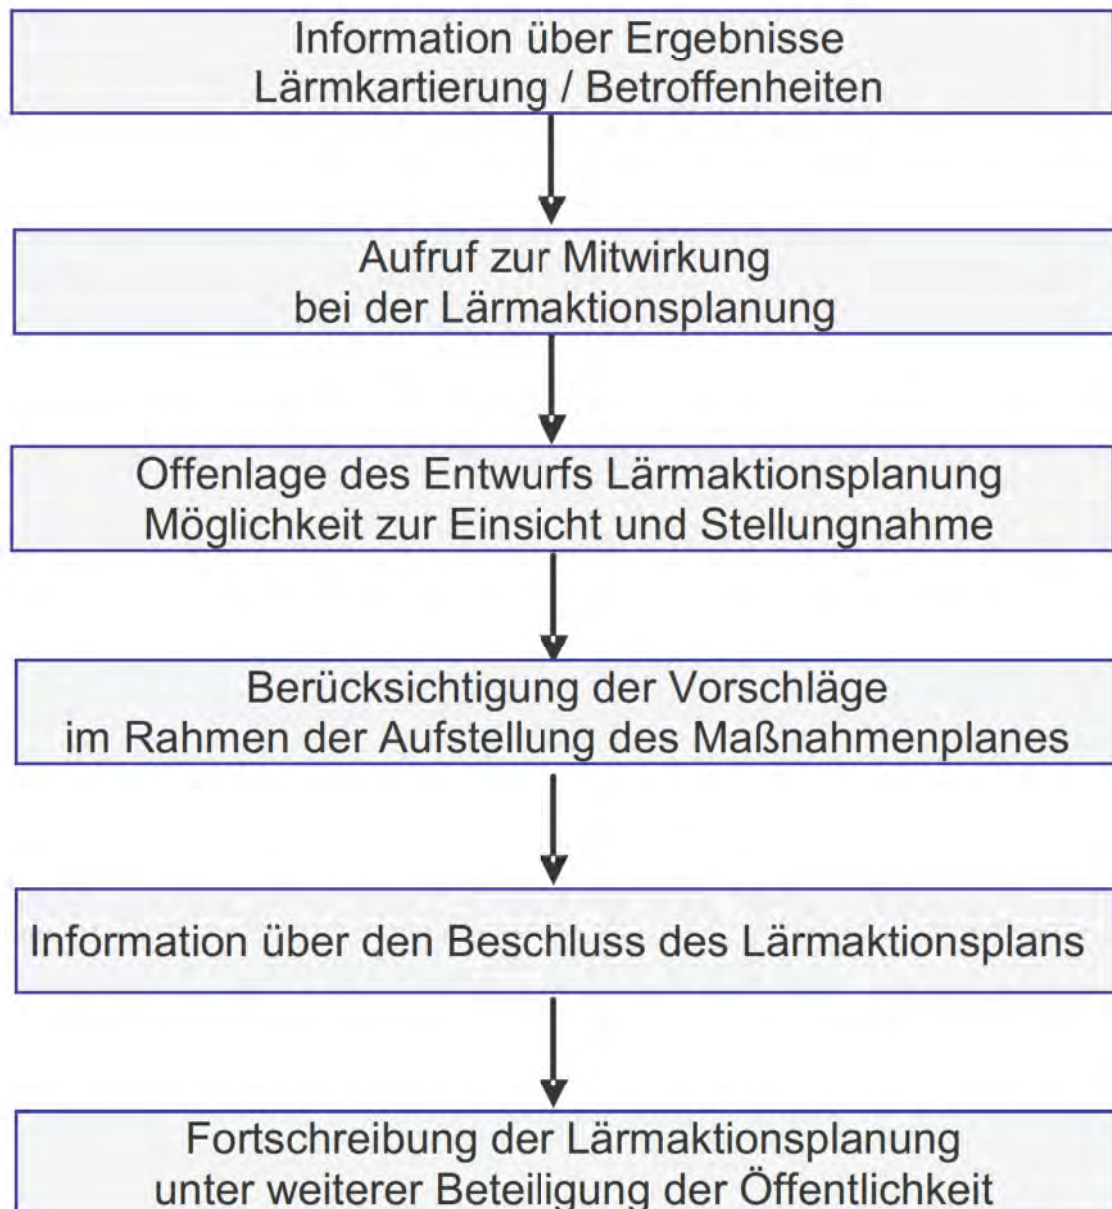 Information über Ergebnisse
Lärmkartierung / Betroffenheiten
Aufruf zur Mitwirkung
bei der Lärmaktionsplanung
Offenlage des Entwurfs Lärmaktionsplanung
Möglichkeit zur Einsicht und Stellungnahme
Berücksichtigung der Vorschläge
im Rahmen der Aufstellung des Maßnahmenplanes
Information über den Beschluss des Lärmaktionsplans
Fortschreibung der Lärmaktionsplanung
unter weiterer Beteiligung der Öffentlichkeit